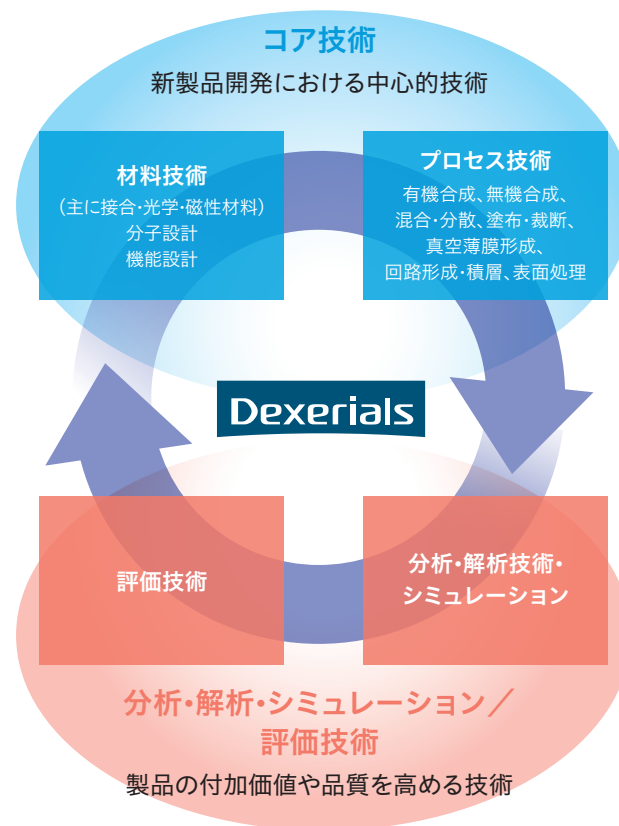 コア技術
新製品開発における中心的技術
材料技術
（主に接合・光学・磁性材料）
分子設計
機能設計
プロセス技術
有機合成、無機合成、
混合・分散、塗布・裁断、
真空薄膜形成、
回路形成・積層、表面処理
Dexerials
評価技術
分析・解析技術・
シミュレーション
分析・解析・シミュレーション／
評価技術
製品の付加価値や品質を高める技術